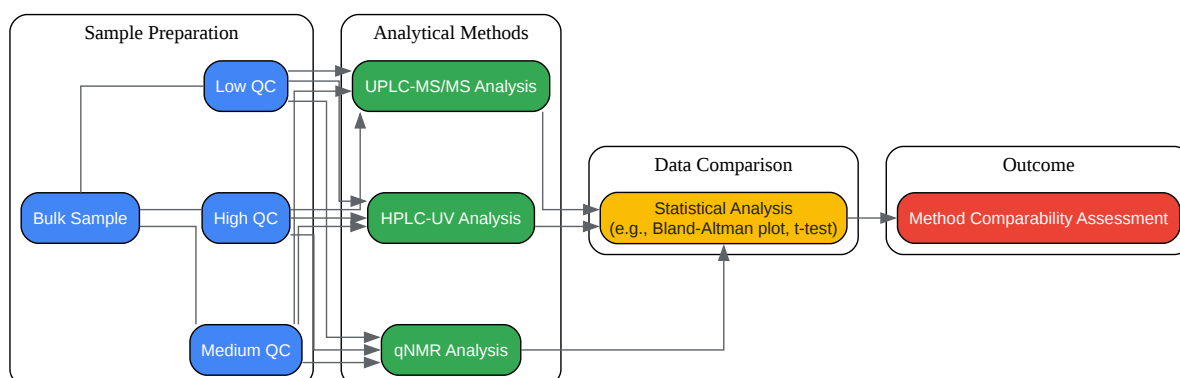 Sample Preparation
Analytical Methods
Low QC
UPLC-MS/MS Analysis
Data Comparison
Outcome
Bulk Sample
High QC
HPLC-UV Analysis
Statistical Analysis
(e.g., Bland-Altman plot, t-test)
Method Comparability Assessment
Medium QC
qNMR Analysis